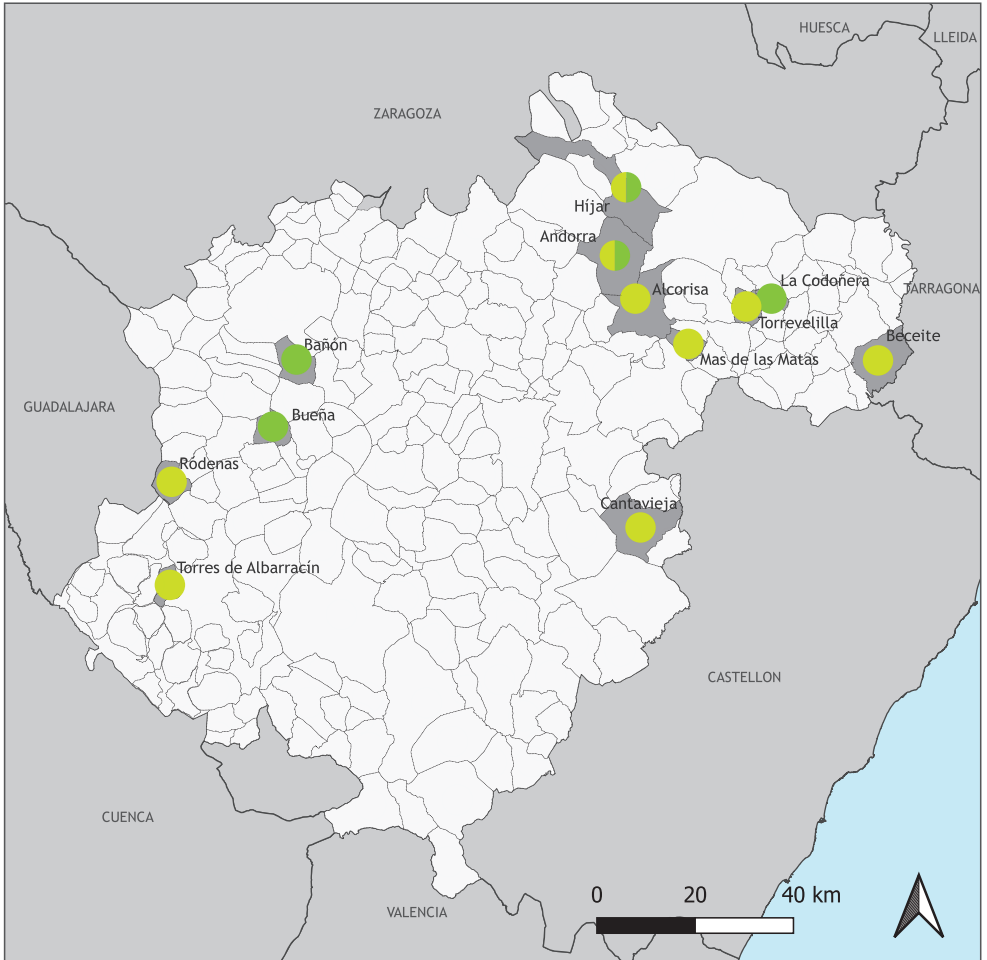 HUESCA
LLEIDA
ZARAGOZA
Híjar
Andorra
La Codoñera
TARRAGONA
Alcorisa
Torrevelilla
Beceite
Bañón
Mas de las Matas
GUADALAJARA
Bueña
Ródenas
Cantavieja
Torres de Albarracín
CASTELLON
CUENCA
0 20 40 km
VALENCIA